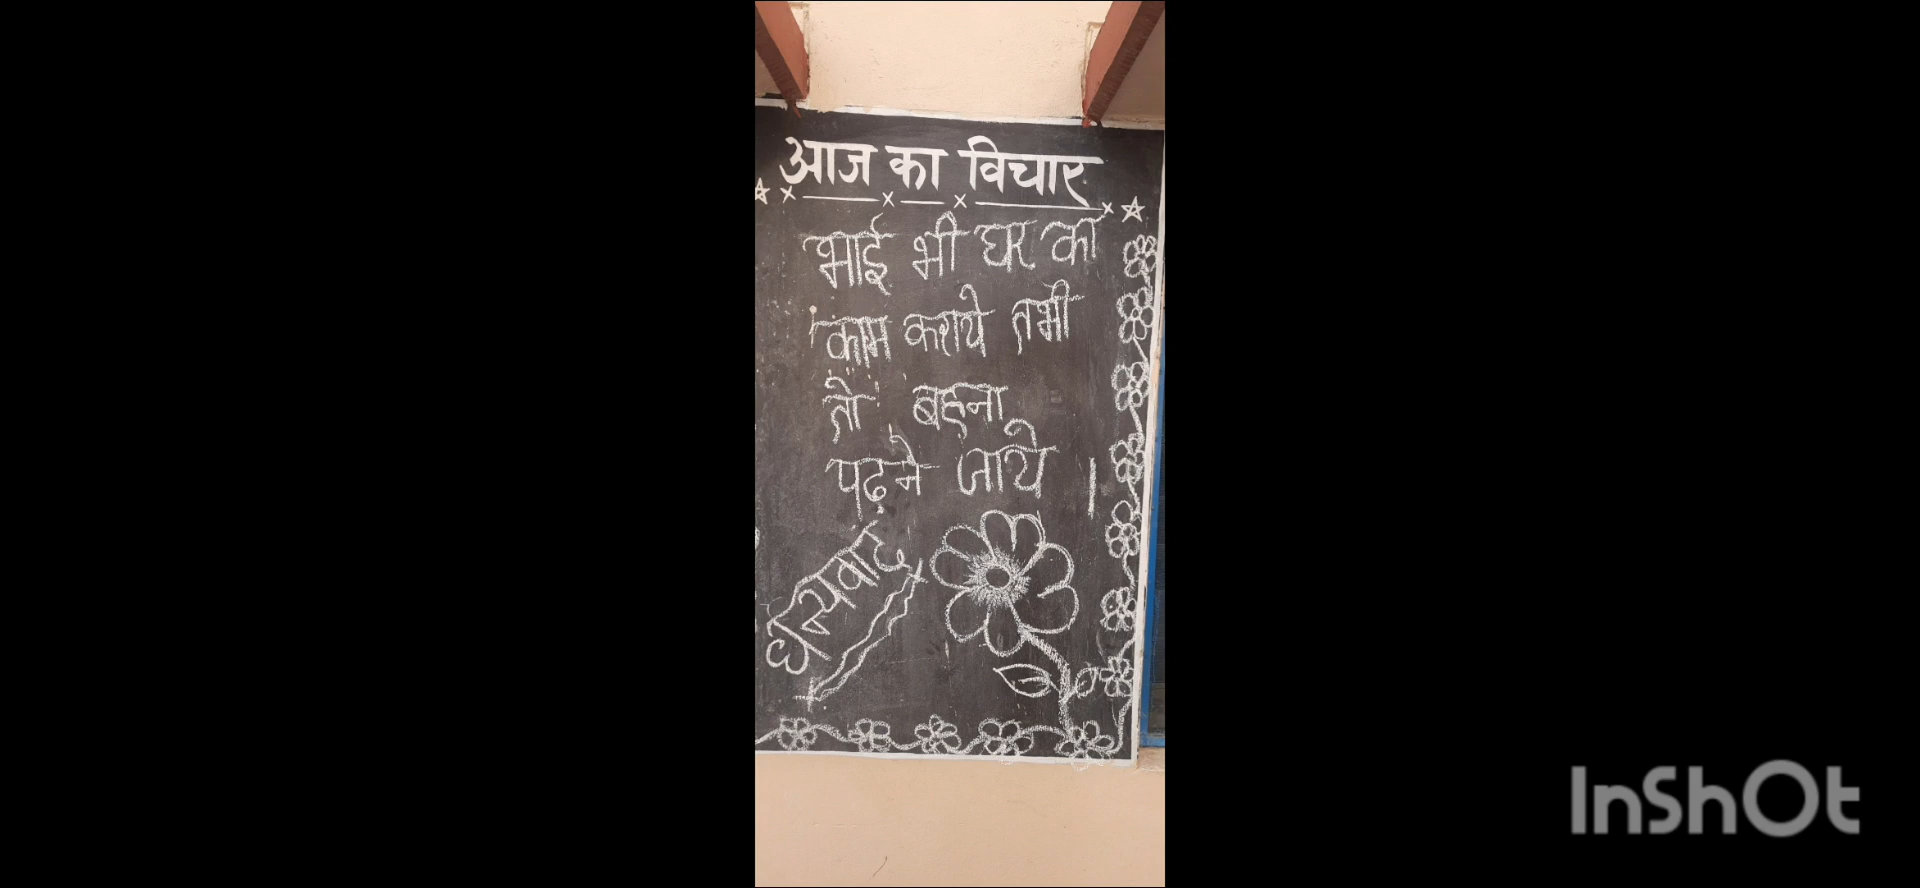 आज का विचार
भाई भी घर का
काम कराये तभी
तो बहना
पढ़ने जाये ।
धन्यवाद
InShOt